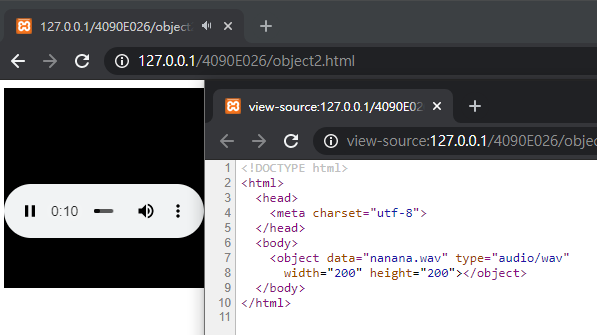 127.0.0.1/4090E026/object
127.0.0.1/4090E026/object2.html
view-source:127.0.0.1/4090E02
view-source:127.0.0.1/4090E026/objec
0:10
1 <!DOCTYPE html>
2 <html>
3 <head>
4 <meta charset="utf-8">
5 </head>
6 <body>
7 <object data="nanana.wav" type="audio/wav"
8 width="200" height="200"></object>
9 </body>
10 </html>
11